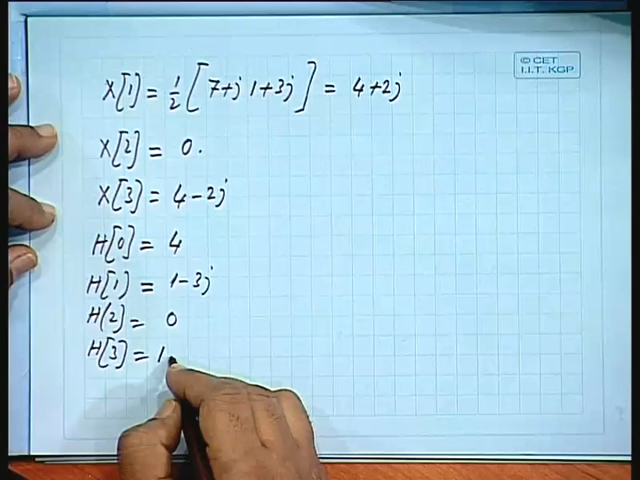 © CET
I.I.T. KGP
X[1] = 1/2 [ 7+j 1+3j ] = 4+2j
X[2] = 0.
X[3] = 4-2j
H[0] = 4
H[1] = 1-3j
H(2] = 0
H[3] = 1